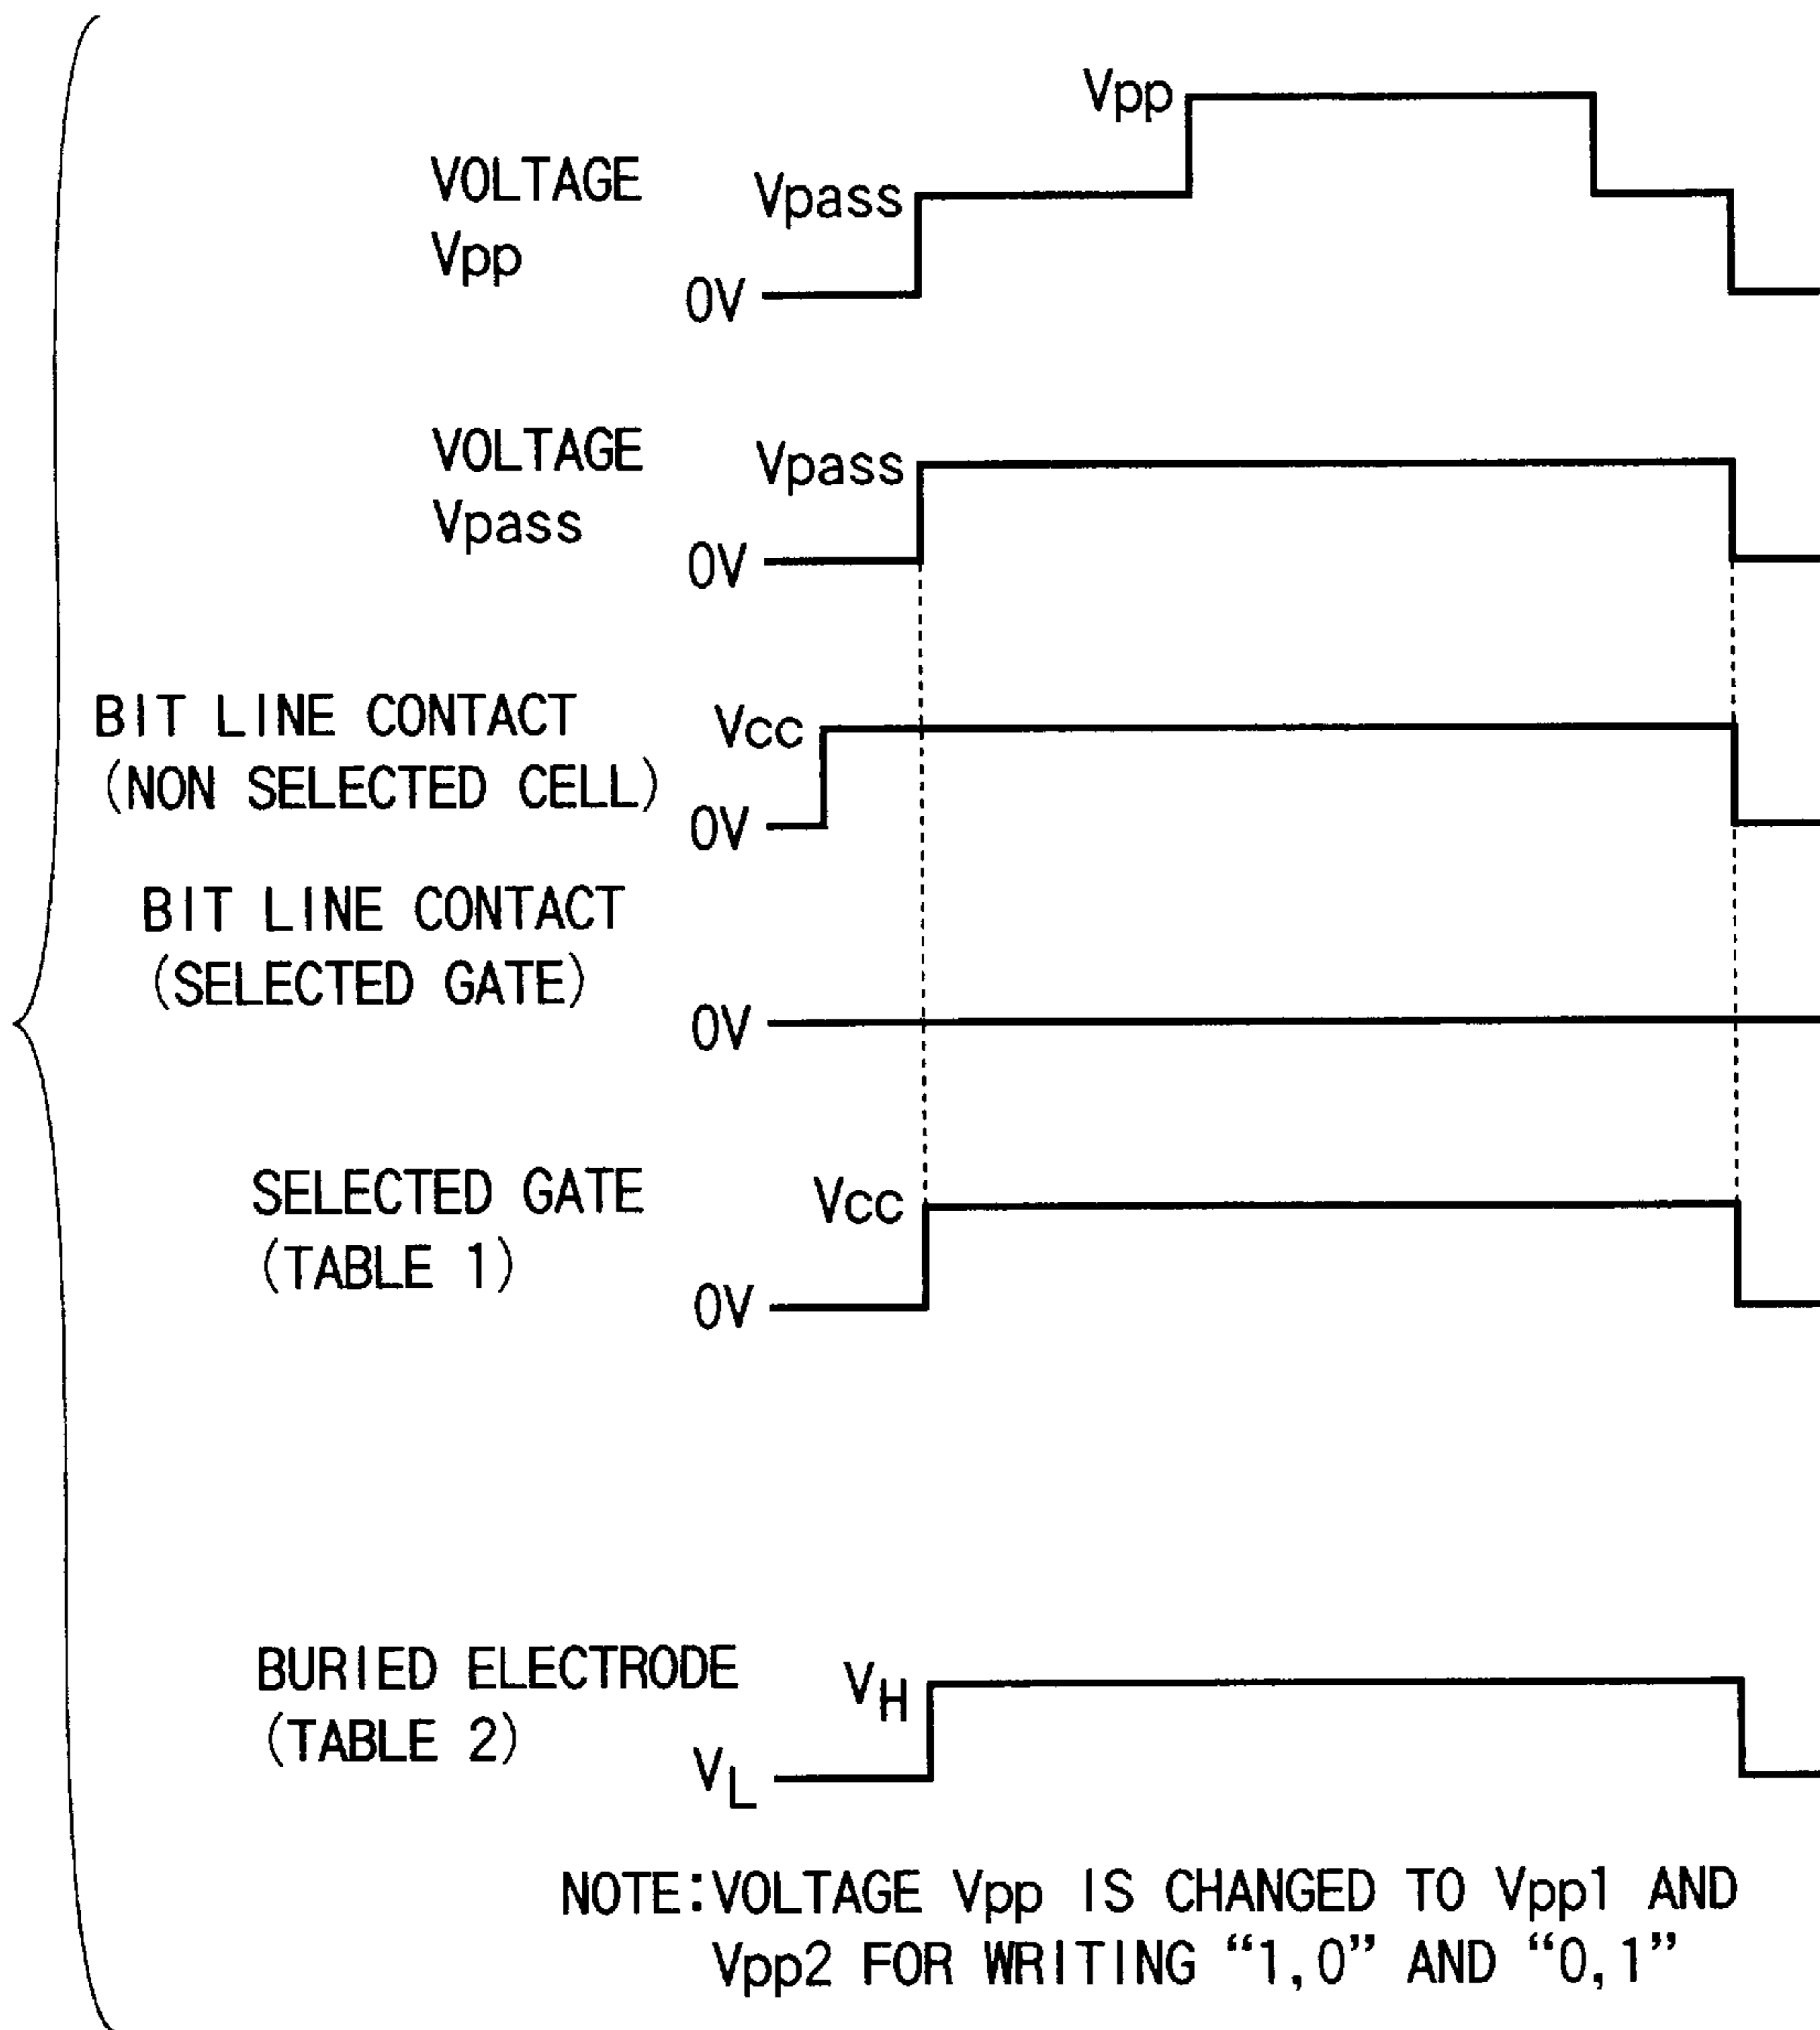 Vpp
VOLTAGE
Vpp
Vpass
0V
VOLTAGE
Vpass
Vpass
0V
BIT LINE CONTACT
(NON SELECTED CELL)
Vcc
0V
BIT LINE CONTACT
(SELECTED GATE)
0V
SELECTED GATE
(TABLE 1)
Vcc
0V
BURIED ELECTRODE
(TABLE 2)
VH
VL
NOTE:VOLTAGE Vpp IS CHANGED TO Vpp1 AND
Vpp2 FOR WRITING “1,0” AND “0,1”